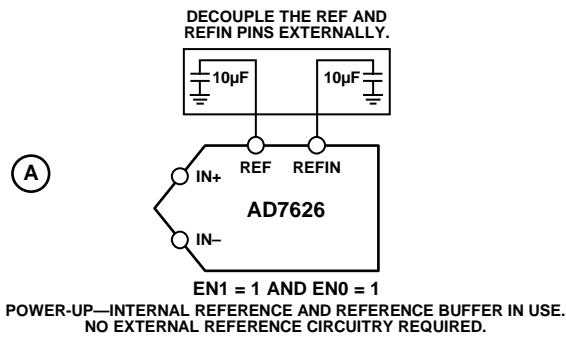 DECOUPLE THE REF AND
REFIN PINS EXTERNALLY.
10µF
10µF
REF
REFIN
A
IN+
AD7626
IN–
EN1 = 1 AND EN0 = 1
POWER-UP—INTERNAL REFERENCE AND REFERENCE BUFFER IN USE.
NO EXTERNAL REFERENCE CIRCUITRY REQUIRED.